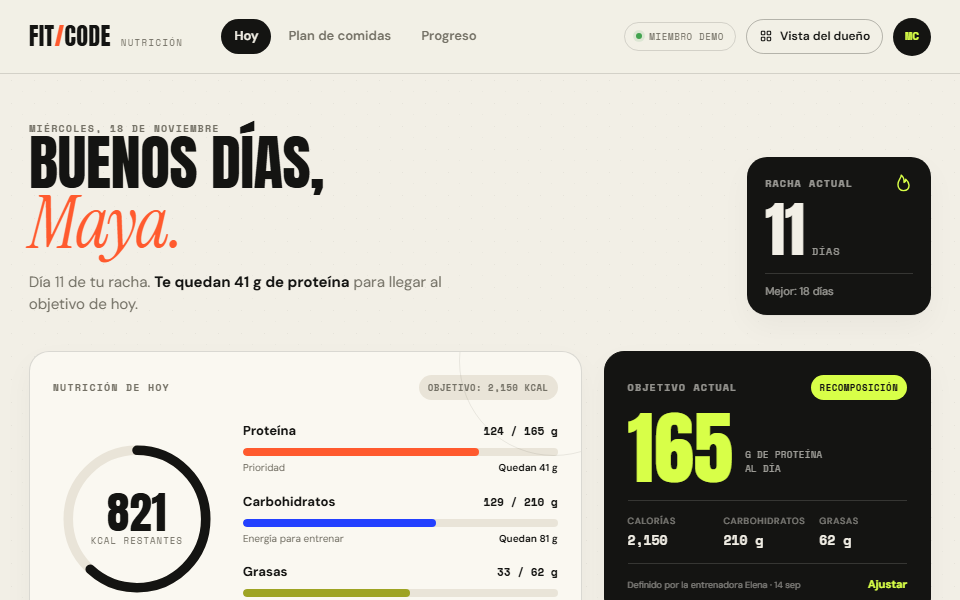 FIT/CODE NUTRICIÓN
Hoy
Plan de comidas
Progreso
MIEMBRO DEMO
Vista del dueño
MC
MIÉRCOLES, 18 DE NOVIEMBRE
BUENOS DÍAS,
Maya.
Día 11 de tu racha. Te quedan 41 g de proteína para llegar al
objetivo de hoy.
RACHA ACTUAL
11 DÍAS
Mejor: 18 días
NUTRICIÓN DE HOY
OBJETIVO: 2,150 KCAL
821
KCAL RESTANTES
Proteína 124 / 165 g
Prioridad Quedan 41 g
Carbohidratos 129 / 210 g
Energía para entrenar Quedan 81 g
Grasas 33 / 62 g
OBJETIVO ACTUAL
RECOMPOSICIÓN
165
G DE PROTEÍNA
AL DÍA
CALORÍAS CARBOHIDRATOS GRASAS
2,150 210 g 62 g
Definido por la entrenadora Elena · 14 sep
Ajustar